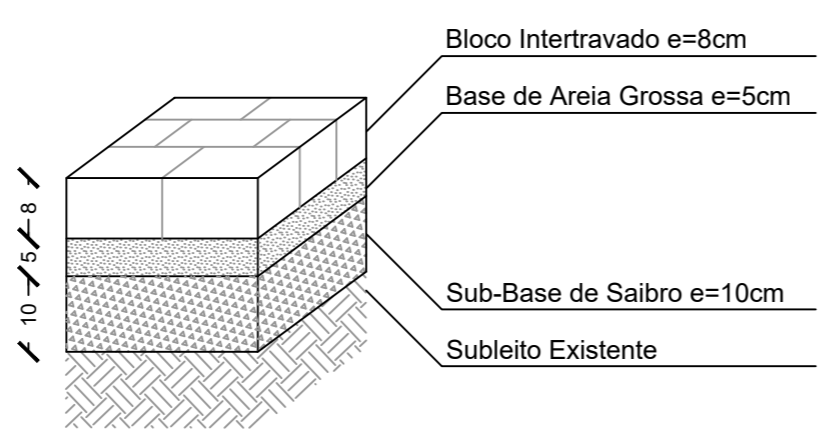 Bloco Intertravado e=8cm
Base de Areia Grossa e=5cm
8
5
10
Sub-Base de Saibro e=10cm
Subleito Existente